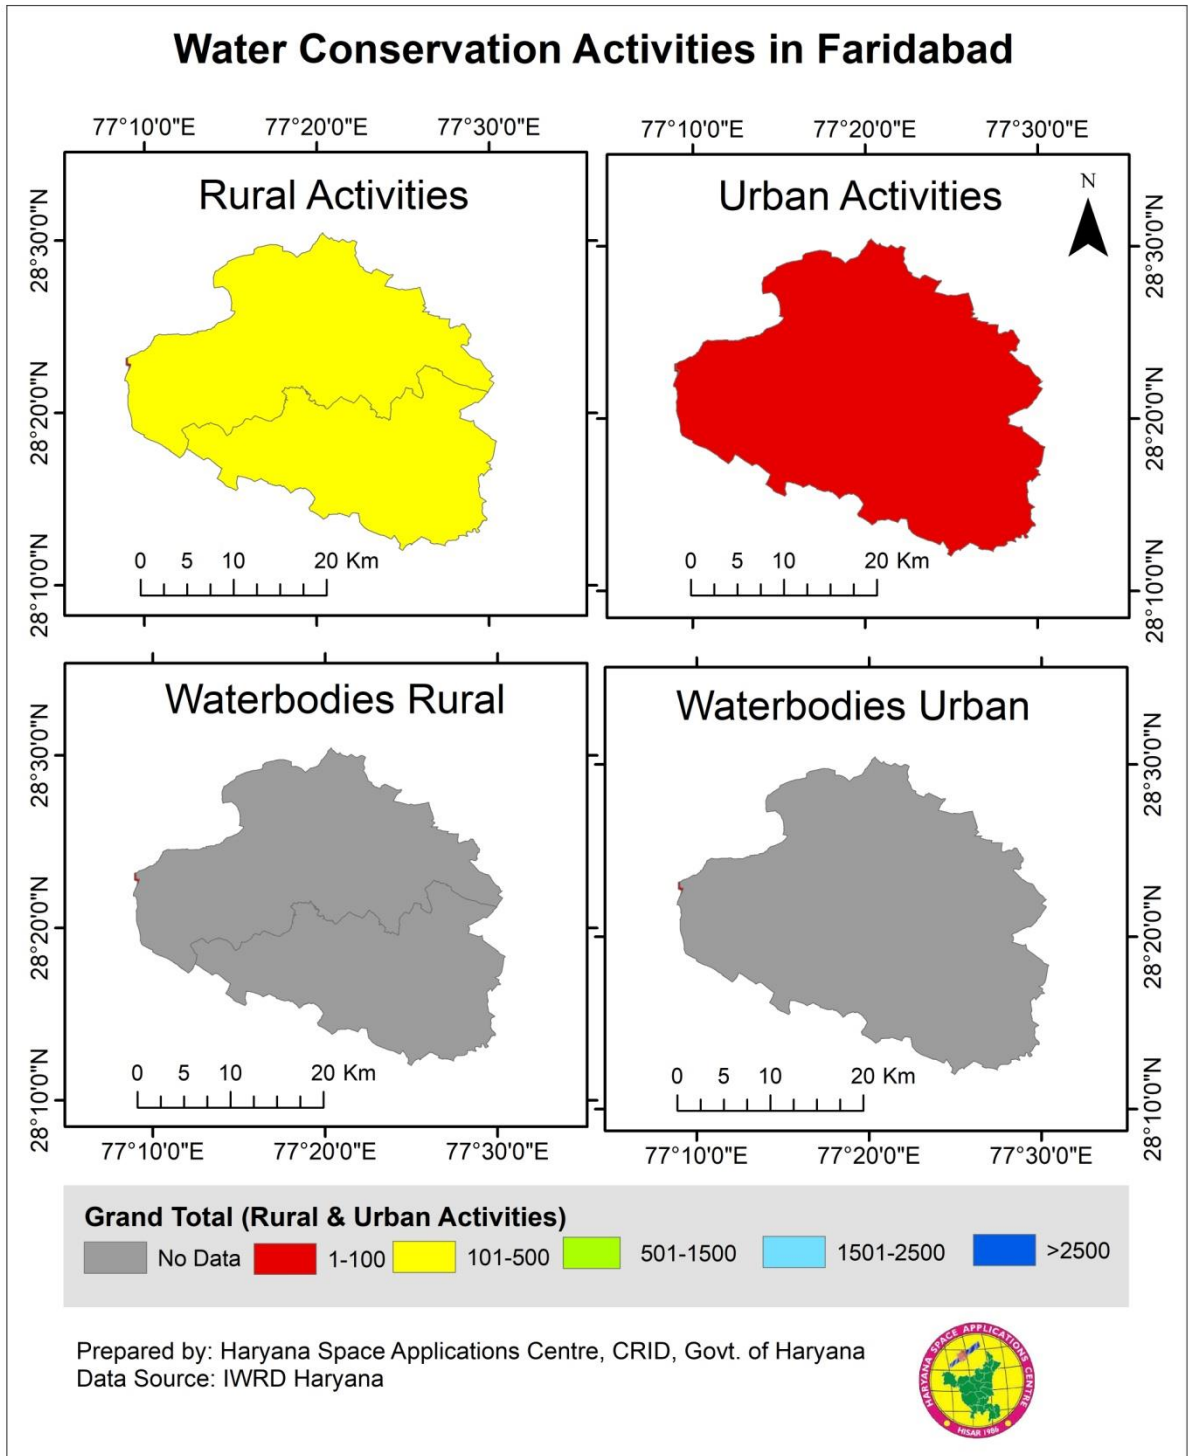 Water Conservation Activities in Faridabad
77°10'0"E 77°20'0"E 77°30'0"E
77°10'0"E 77°20'0"E 77°30'0"E
Rural Activities
28°30'0"N
28°20'0"N
28°10'0"N
0 5 10 20 Km
Urban Activities
N
28°30'0"N
28°20'0"N
28°10'0"N
0 5 10 20 Km
Waterbodies Rural
28°30'0"N
28°20'0"N
28°10'0"N
0 5 10 20 Km
Waterbodies Urban
28°30'0"N
28°20'0"N
28°10'0"N
0 5 10 20 Km
77°10'0"E 77°20'0"E 77°30'0"E
77°10'0"E 77°20'0"E 77°30'0"E
Grand Total (Rural & Urban Activities)
No Data 1-100 101-500 501-1500 1501-2500 >2500
Prepared by: Haryana Space Applications Centre, CRID, Govt. of Haryana
Data Source: IWRD Haryana
HARYANA SPACE APPLICATIONS CENTRE
HISAR 1986